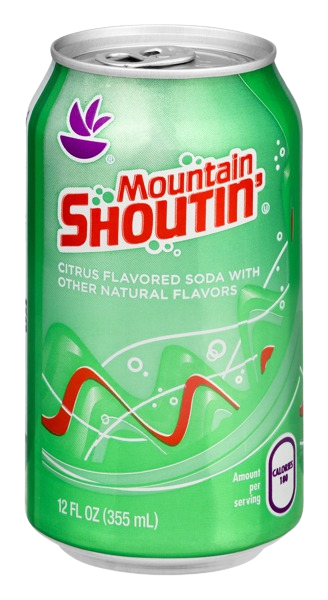 ®
Mountain
SHOUTIN'
CITRUS FLAVORED SODA WITH
OTHER NATURAL FLAVORS
Amount
per
serving
CALORIES
180
12 FL OZ (355 mL)